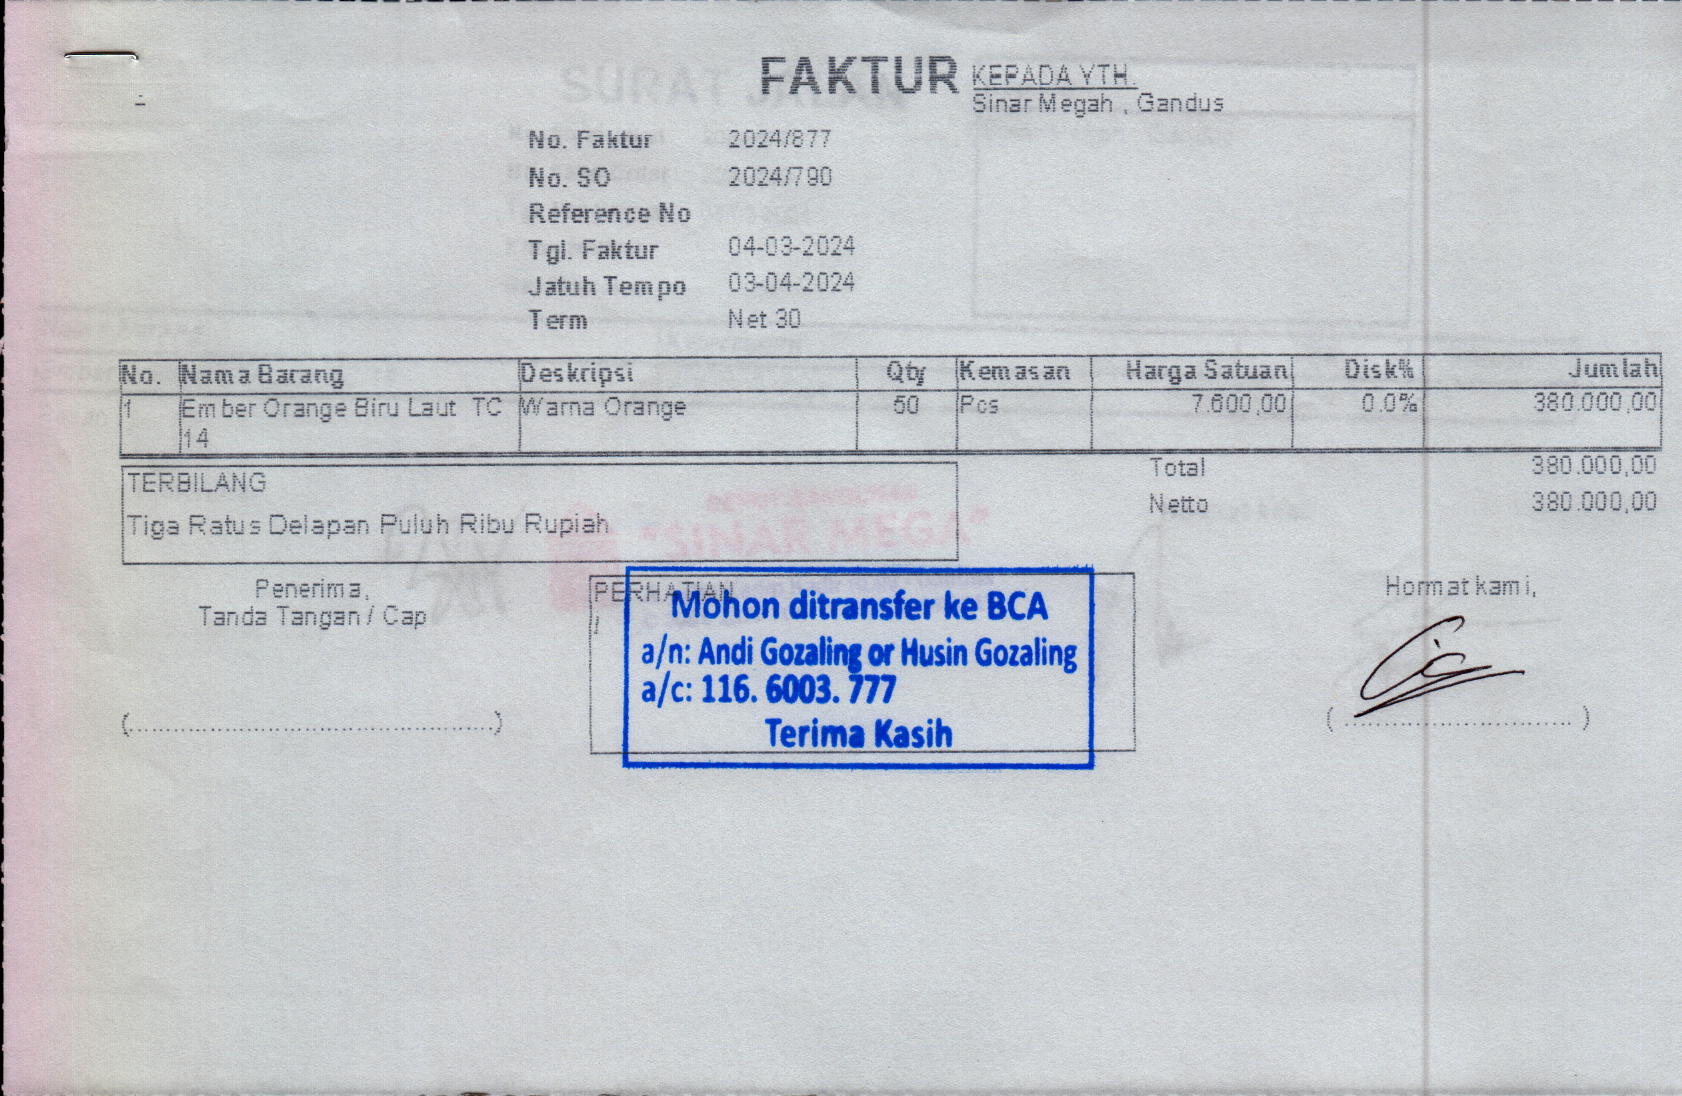 FAKTUR
KEPADA YTH.
Sinar Megah , Gandus
No. Faktur 2024/877
No. SO 2024/790
Reference No
Tgl. Faktur 04-03-2024
Jatuh Tempo 03-04-2024
Term Net 30
No. Nama Barang Deskripsi Qty Kemasan Harga Satuan Disk% Jumlah
1 Ember Orange Biru Laut TC Warna Orange 50 Pcs 7.600,00 0.0% 380.000,00
14
Total 380.000,00
Netto 380.000,00
TERBILANG
Tiga Ratus Delapan Puluh Ribu Rupiah
Penerima,
Tanda Tangan / Cap
(............................................)
PERHATIAN
Mohon ditransfer ke BCA
a/n: Andi Gozaling or Husin Gozaling
a/c: 116. 6003. 777
Terima Kasih
Hormat kami,
( ............................ )
SURAT JALAN
"SINAR MEGA"